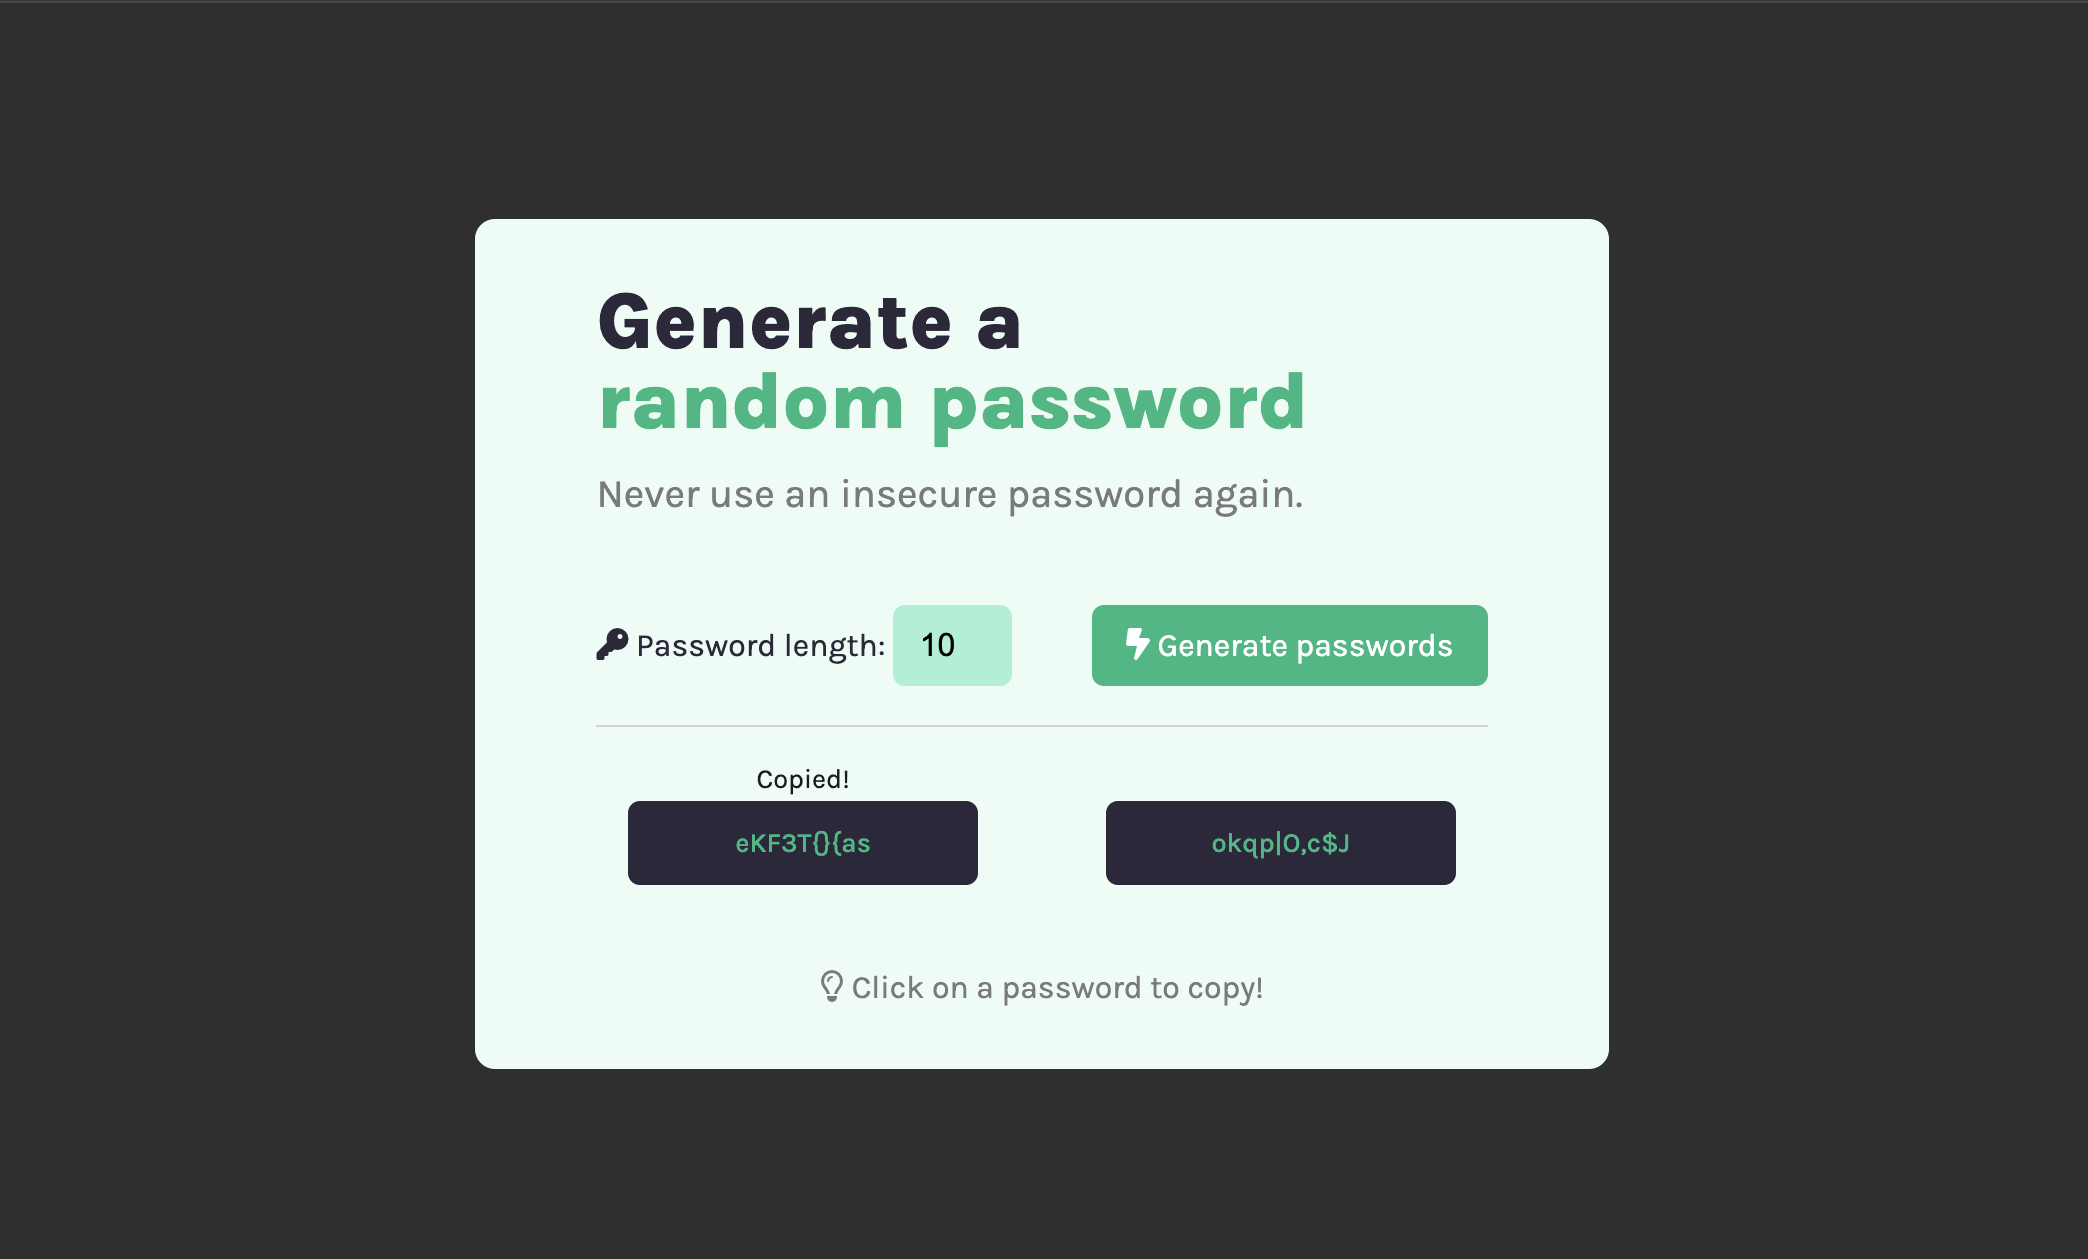 Generate a
random password
Never use an insecure password again.
Password length: 10
Generate passwords
Copied!
eKF3T{}{as
okqp|O,c$J
Click on a password to copy!